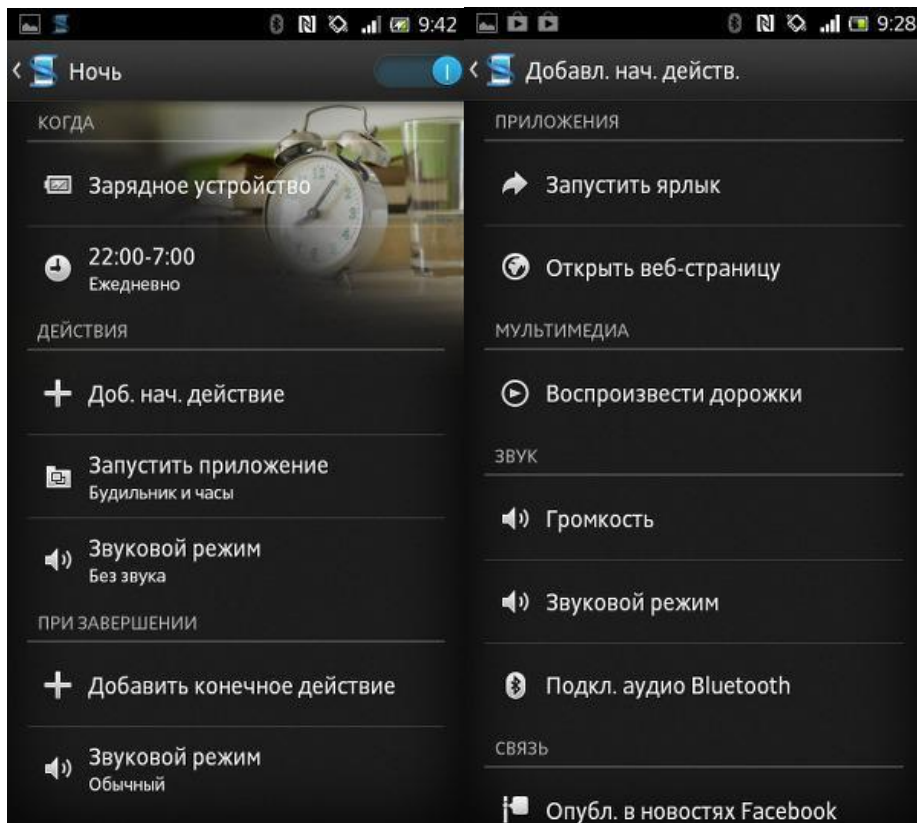 9:42
Ночь
КОГДА
Зарядное устройство
22:00-7:00
Ежедневно
ДЕЙСТВИЯ
Доб. нач. действие
Запустить приложение
Будильник и часы
Звуковой режим
Без звука
ПРИ ЗАВЕРШЕНИИ
Добавить конечное действие
Звуковой режим
Обычный
9:28
Добавл. нач. действ.
ПРИЛОЖЕНИЯ
Запустить ярлык
Открыть веб-страницу
МУЛЬТИМЕДИА
Воспроизвести дорожки
ЗВУК
Громкость
Звуковой режим
Подкл. аудио Bluetooth
СВЯЗЬ
Опубл. в новостях Facebook